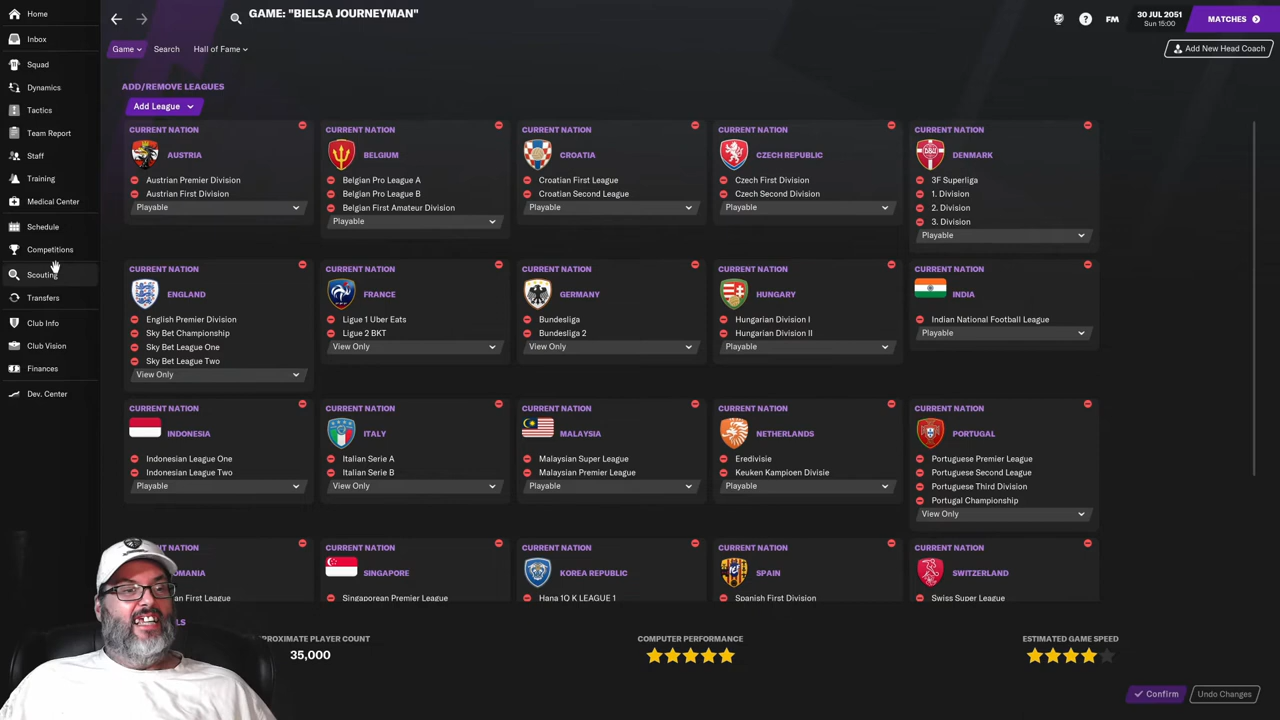 Home
Inbox
Squad
Dynamics
Tactics
Team Report
Staff
Training
Medical Center
Schedule
Competitions
Scouting
Transfers
Club Info
Club Vision
Finances
Dev. Center
GAME: "BIELSA JOURNEYMAN"
FM
30 JUL 2051
Sun 15:00
MATCHES
Game
Search
Hall of Fame
Add New Head Coach
ADD/REMOVE LEAGUES
Add League
CURRENT NATION
AUSTRIA
Austrian Premier Division
Austrian First Division
Playable
CURRENT NATION
BELGIUM
Belgian Pro League A
Belgian Pro League B
Belgian First Amateur Division
Playable
CURRENT NATION
CROATIA
Croatian First League
Croatian Second League
Playable
CURRENT NATION
CZECH REPUBLIC
Czech First Division
Czech Second Division
Playable
CURRENT NATION
DENMARK
3F Superliga
1. Division
2. Division
3. Division
Playable
CURRENT NATION
ENGLAND
English Premier Division
Sky Bet Championship
Sky Bet League One
Sky Bet League Two
View Only
CURRENT NATION
FRANCE
Ligue 1 Uber Eats
Ligue 2 BKT
View Only
CURRENT NATION
GERMANY
Bundesliga
Bundesliga 2
View Only
CURRENT NATION
HUNGARY
Hungarian Division I
Hungarian Division II
Playable
CURRENT NATION
INDIA
Indian National Football League
Playable
CURRENT NATION
INDONESIA
Indonesian League One
Indonesian League Two
Playable
CURRENT NATION
ITALY
Italian Serie A
Italian Serie B
View Only
CURRENT NATION
MALAYSIA
Malaysian Super League
Malaysian Premier League
Playable
CURRENT NATION
NETHERLANDS
Eredivisie
Keuken Kampioen Divisie
Playable
CURRENT NATION
PORTUGAL
Portuguese Premier League
Portuguese Second League
Portuguese Third Division
Portugal Championship
View Only
NT NATION
OMANIA
an First League
CURRENT NATION
SINGAPORE
Singaporean Premier League
CURRENT NATION
KOREA REPUBLIC
Hana 1Q K LEAGUE 1
CURRENT NATION
SPAIN
Spanish First Division
CURRENT NATION
SWITZERLAND
Swiss Super League
LS
PROXIMATE PLAYER COUNT
35,000
COMPUTER PERFORMANCE
ESTIMATED GAME SPEED
Confirm
Undo Changes